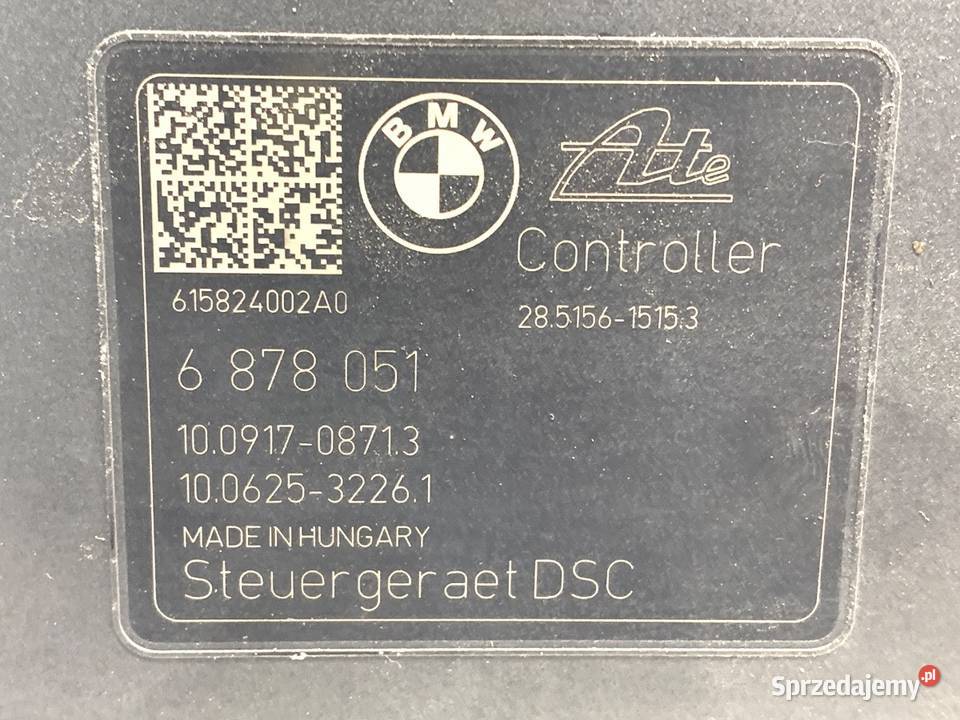 BMW
Ate
Controller
615824002A0
28.5156-1515.3
6 878 051
10.0917-0871.3
10.0625-3226.1
MADE IN HUNGARY
Steuergeraet DSC
Sprzedajemy.pl